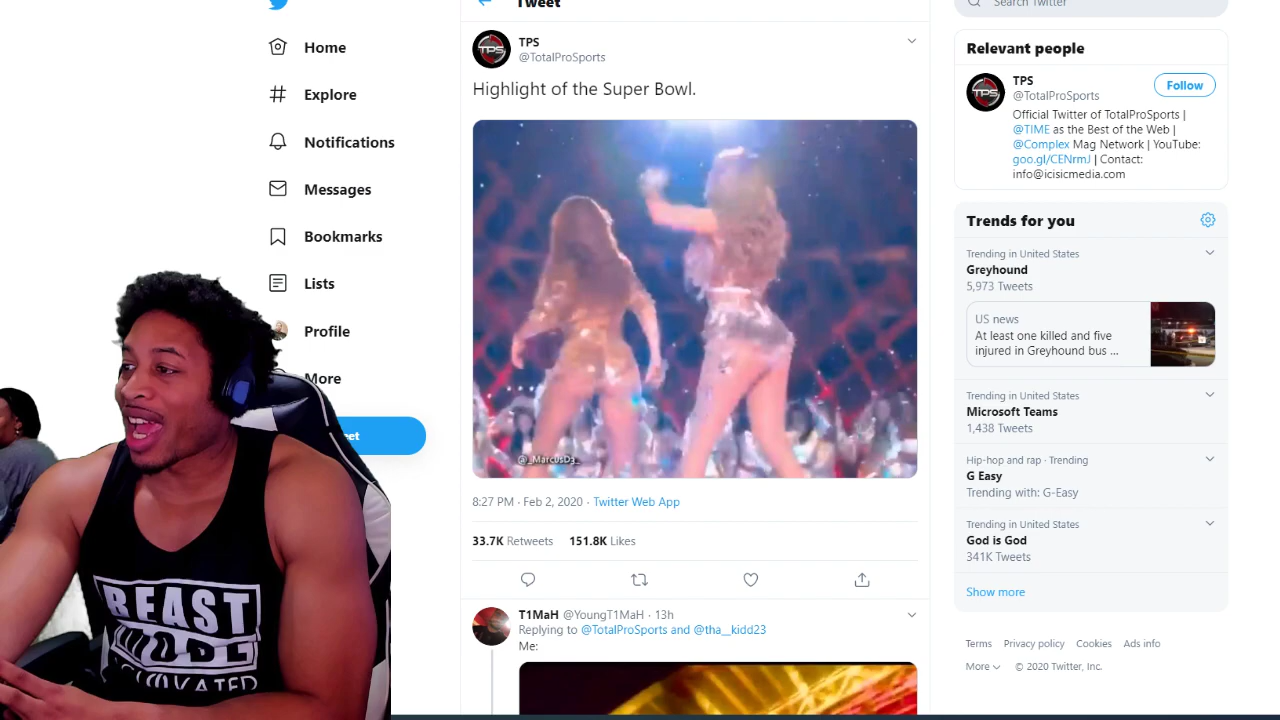 Tweet
Search Twitter
Home
Explore
Notifications
Messages
Bookmarks
Lists
Profile
More
TPS
TPS
@TotalProSports
Highlight of the Super Bowl.
8:27 PM · Feb 2, 2020 · Twitter Web App
33.7K Retweets 151.8K Likes
T1MaH @YoungT1MaH · 13h
Replying to @TotalProSports and @tha__kidd23
Me:
Relevant people
TPS
TPS
@TotalProSports
Follow
Official Twitter of TotalProSports |
@TIME as the Best of the Web |
@Complex Mag Network | YouTube:
goo.gl/CENrmJ | Contact:
info@icisicmedia.com
Trends for you
Trending in United States
Greyhound
5,973 Tweets
US news
At least one killed and five
injured in Greyhound bus ...
Trending in United States
Microsoft Teams
1,438 Tweets
Hip-hop and rap · Trending
G Easy
Trending with: G-Easy
Trending in United States
God is God
341K Tweets
Show more
Terms Privacy policy Cookies Ads info
More © 2020 Twitter, Inc.
BEAST
MODE